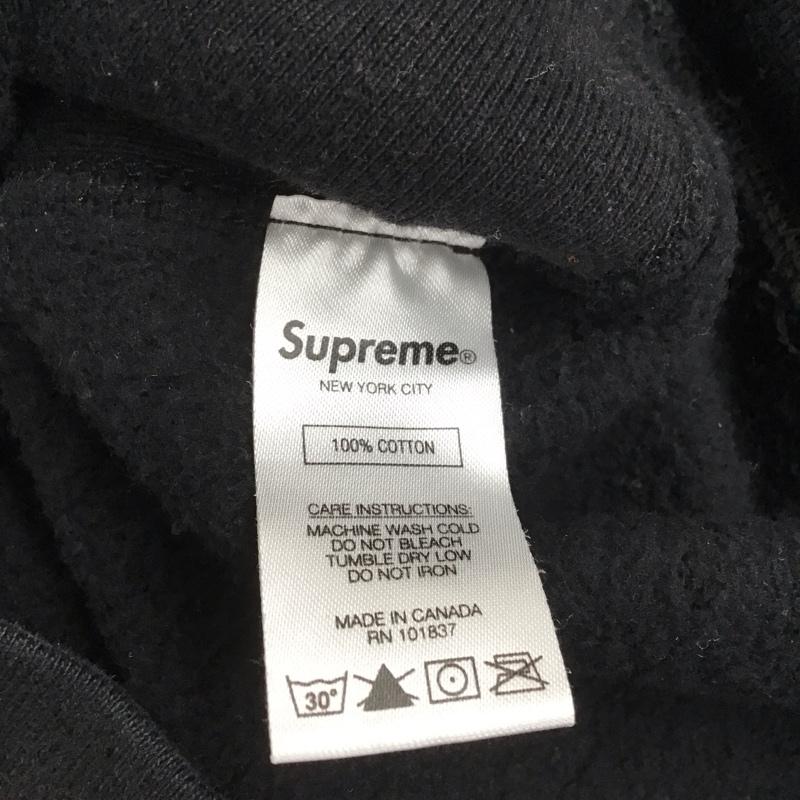 Supreme®
NEW YORK CITY
100% COTTON
CARE INSTRUCTIONS:
MACHINE WASH COLD
DO NOT BLEACH
TUMBLE DRY LOW
DO NOT IRON
MADE IN CANADA
RN 101837
30°